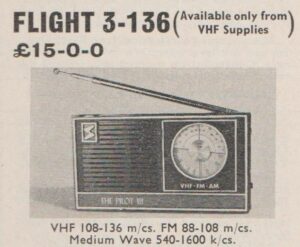 FLIGHT 3-136 (Available only from
VHF Supplies)
£15-0-0
VHF-FM-AM
THE PILOT
VHF 108-136 m/cs. FM 88-108 m/cs.
Medium Wave 540-1600 k/cs.